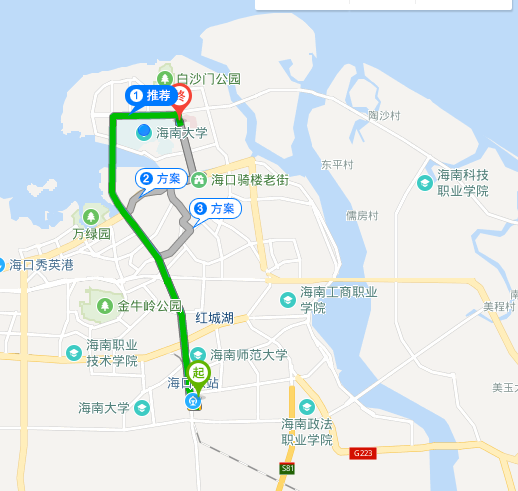 白沙门公园
1 推荐
终
海南大学
陶沙村
东平村
2 方案
海口骑楼老街
海南科技
职业学院
3 方案
儒房村
万绿园
海口秀英港
海南工商职业
学院
金牛岭公园
红城湖
美程村
海南职业
技术学院
海南师范大学
起
海口
站
美玉
海南大学
海南政法
职业学院
G223
S81